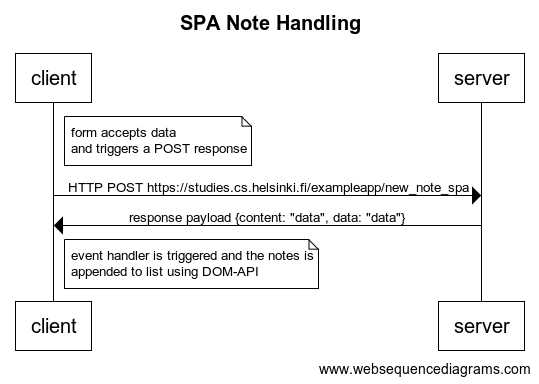 SPA Note Handling
client
server
form accepts data
and triggers a POST response
HTTP POST https://studies.cs.helsinki.fi/exampleapp/new_note_spa
response payload {content: "data", data: "data"}
event handler is triggered and the notes is
appended to list using DOM-API
client
server
www.websequencediagrams.com